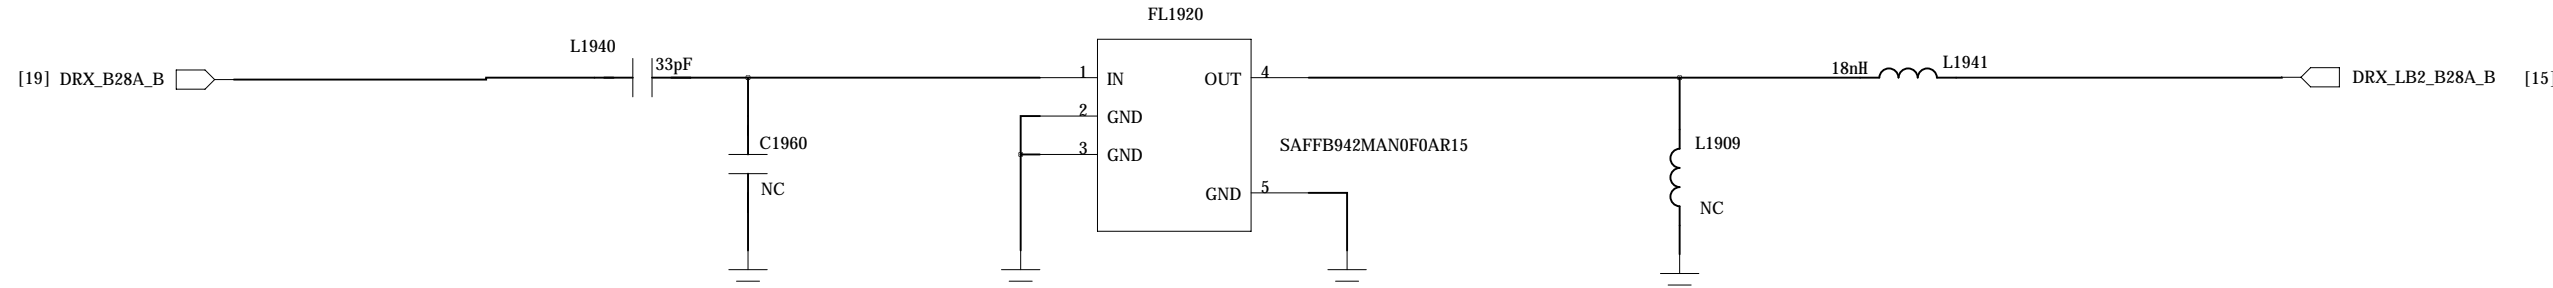 FL1920
L1940
33pF
[19] DRX_B28A_B
1
IN
OUT
4
18nH
L1941
DRX_LB2_B28A_B [15]
2
GND
C1960
3
GND
SAFFB942MAN0F0AR15
L1909
NC
GND
5
NC